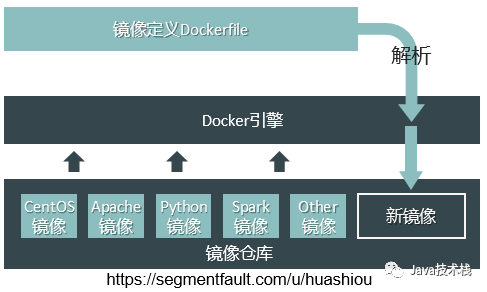 镜像定义Dockerfile
解析
Docker引擎
CentOS
镜像
Apache
镜像
Python
镜像
Spark
镜像
Other
镜像
新镜像
镜像仓库
Java技术栈
https://segmentfault.com/u/huashiou